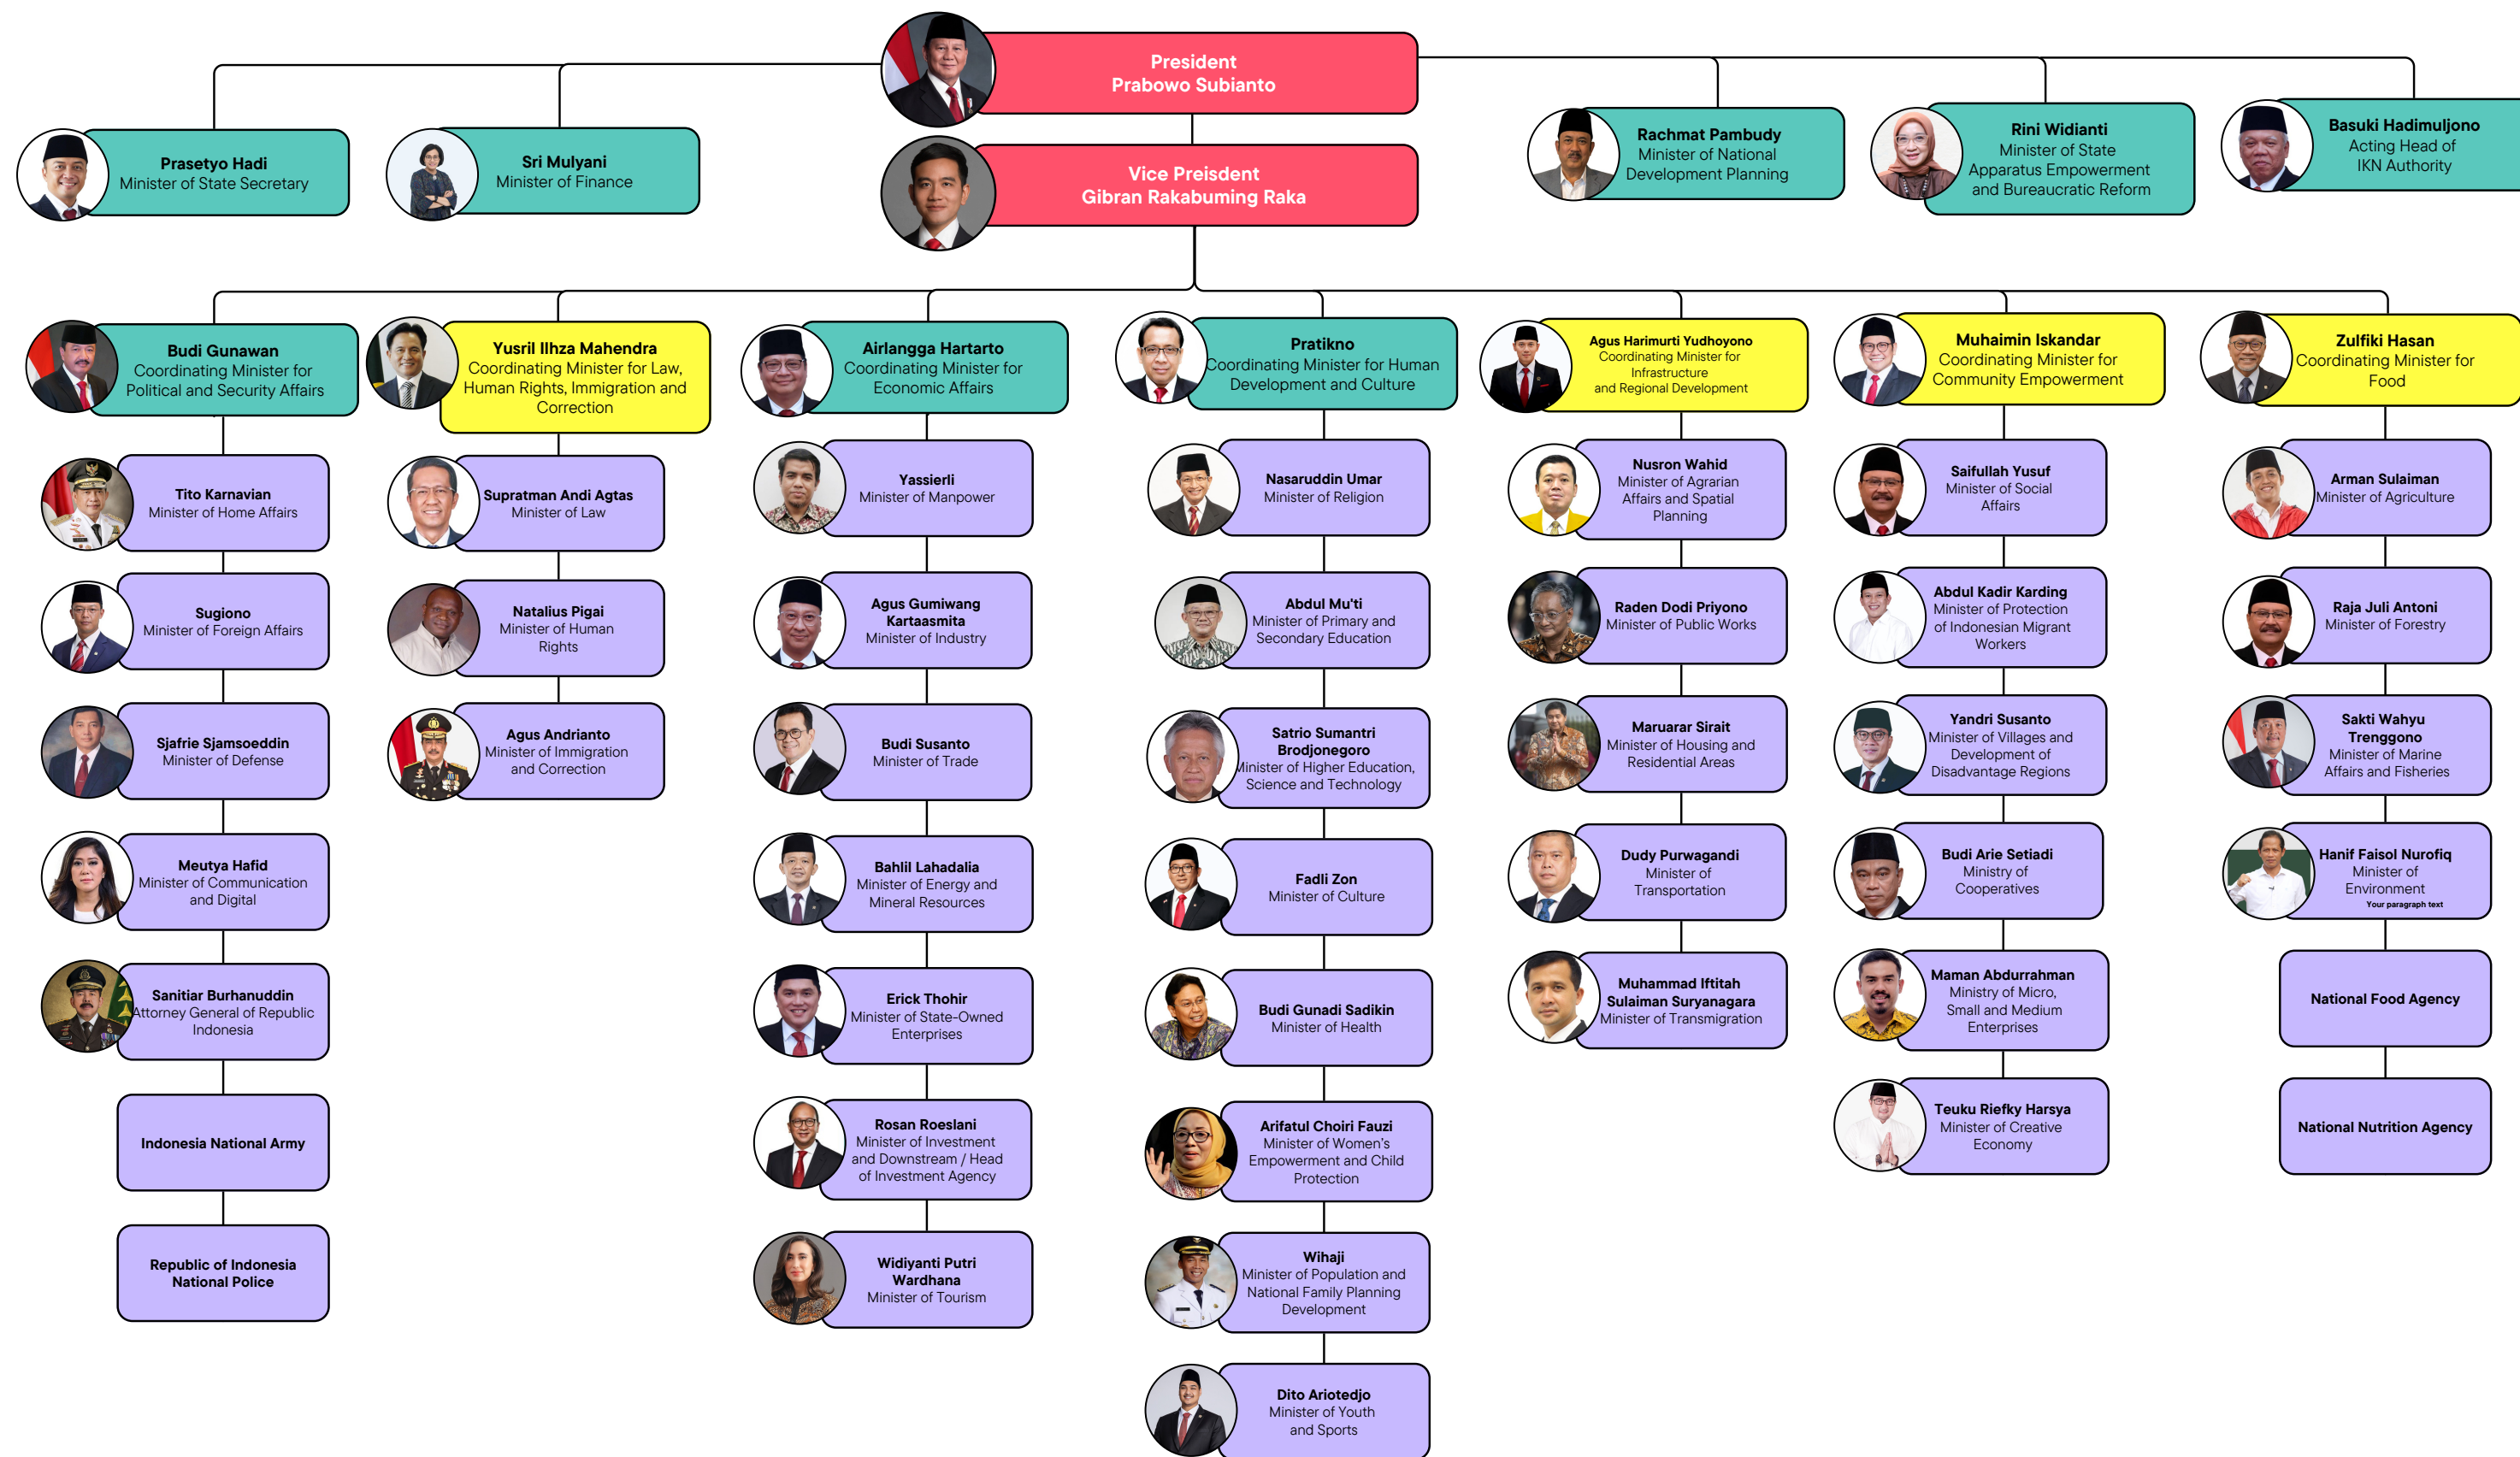 President
Prabowo Subianto
Vice Preisdent
Gibran Rakabuming Raka
Prasetyo Hadi
Minister of State Secretary
Sri Mulyani
Minister of Finance
Rachmat Pambudy
Minister of National
Development Planning
Rini Widianti
Minister of State
Apparatus Empowerment
and Bureaucratic Reform
Basuki Hadimuljono
Acting Head of
IKN Authority
Budi Gunawan
Coordinating Minister for
Political and Security Affairs
Tito Karnavian
Minister of Home Affairs
Sugiono
Minister of Foreign Affairs
Sjafrie Sjamsoeddin
Minister of Defense
Meutya Hafid
Minister of Communication
and Digital
Sanitiar Burhanuddin
Attorney General of Republic
Indonesia
Indonesia National Army
Republic of Indonesia
National Police
Yusril Ilhza Mahendra
Coordinating Minister for Law,
Human Rights, Immigration and
Correction
Supratman Andi Agtas
Minister of Law
Natalius Pigai
Minister of Human
Rights
Agus Andrianto
Minister of Immigration
and Correction
Airlangga Hartarto
Coordinating Minister for
Economic Affairs
Yassierli
Minister of Manpower
Agus Gumiwang
Kartaasmita
Minister of Industry
Budi Susanto
Minister of Trade
Bahlil Lahadalia
Minister of Energy and
Mineral Resources
Erick Thohir
Minister of State-Owned
Enterprises
Rosan Roeslani
Minister of Investment
and Downstream / Head
of Investment Agency
Widiyanti Putri
Wardhana
Minister of Tourism
Pratikno
Coordinating Minister for Human
Development and Culture
Nasaruddin Umar
Minister of Religion
Abdul Mu'ti
Minister of Primary and
Secondary Education
Satrio Sumantri
Brodjonegoro
Minister of Higher Education,
Science and Technology
Fadli Zon
Minister of Culture
Budi Gunadi Sadikin
Minister of Health
Arifatul Choiri Fauzi
Minister of Women's
Empowerment and Child
Protection
Wihaji
Minister of Population and
National Family Planning
Development
Dito Ariotedjo
Minister of Youth
and Sports
Agus Harimurti Yudhoyono
Coordinating Minister for
Infrastructure
and Regional Development
Nusron Wahid
Minister of Agrarian
Affairs and Spatial
Planning
Raden Dodi Priyono
Minister of Public Works
Maruarar Sirait
Minister of Housing and
Residential Areas
Dudy Purwagandi
Minister of
Transportation
Muhammad Iftitah
Sulaiman Suryanagara
Minister of Transmigration
Muhaimin Iskandar
Coordinating Minister for
Community Empowerment
Saifullah Yusuf
Minister of Social
Affairs
Abdul Kadir Karding
Minister of Protection
of Indonesian Migrant
Workers
Yandri Susanto
Minister of Villages and
Development of
Disadvantage Regions
Budi Arie Setiadi
Ministry of
Cooperatives
Maman Abdurrahman
Ministry of Micro,
Small and Medium
Enterprises
Teuku Riefky Harsya
Minister of Creative
Economy
Zulfiki Hasan
Coordinating Minister for
Food
Arman Sulaiman
Minister of Agriculture
Raja Juli Antoni
Minister of Forestry
Sakti Wahyu
Trenggono
Minister of Marine
Affairs and Fisheries
Hanif Faisol Nurofiq
Minister of
Environment
Your paragraph text
National Food Agency
National Nutrition Agency